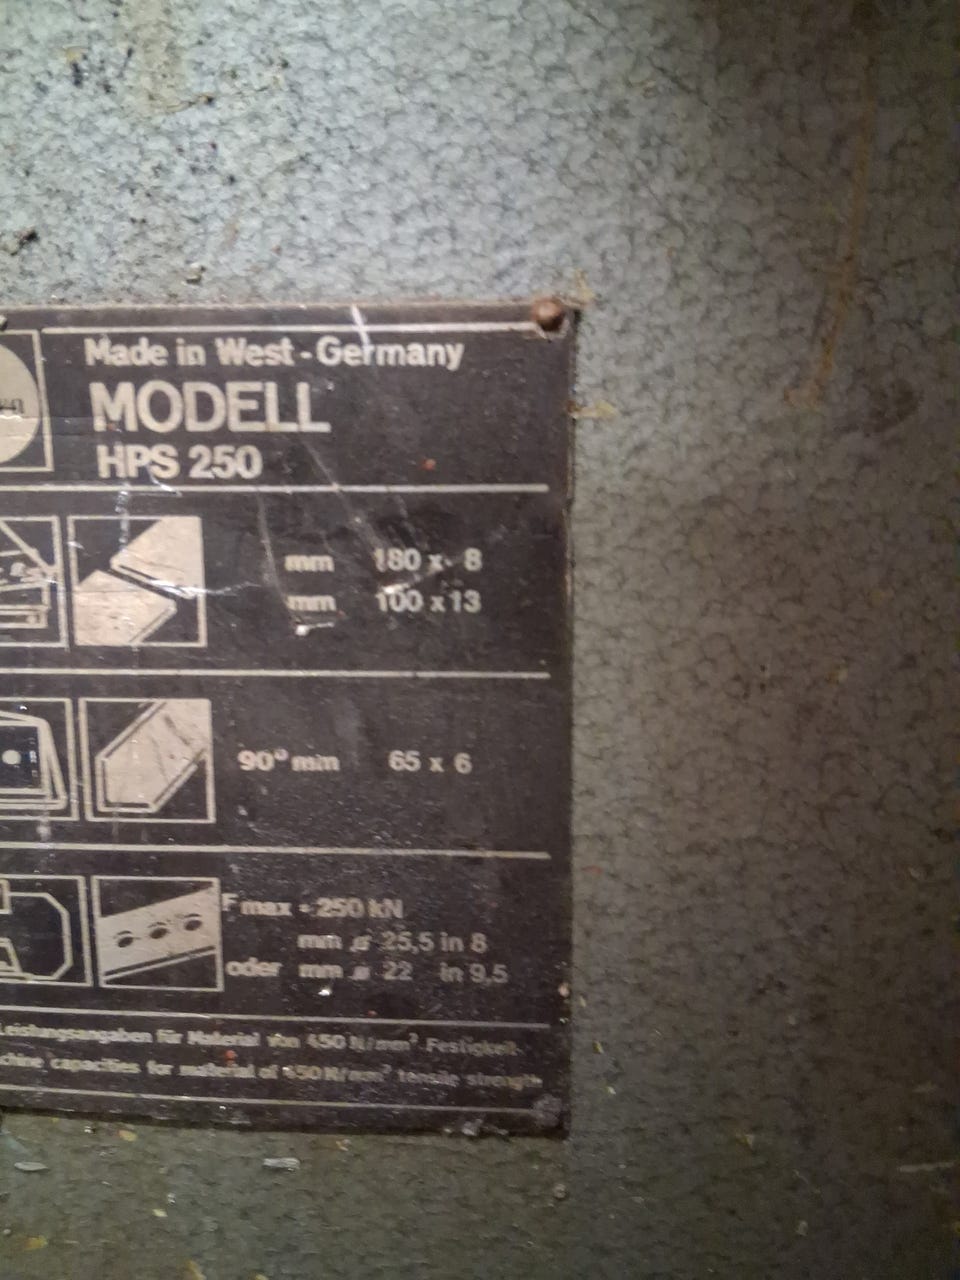 Made in West-Germany
MODELL
HPS 250
mm 180 x 8
mm 100 x 13
90° mm 65 x 6
Fmax = 250 kN
mm ø 25,5 in 8
oder mm ø 22 in 9,5
Leistungsangaben für Material von 450 N/mm² Festigkeit
chine capacities for material of 450 N/mm² tensile strength